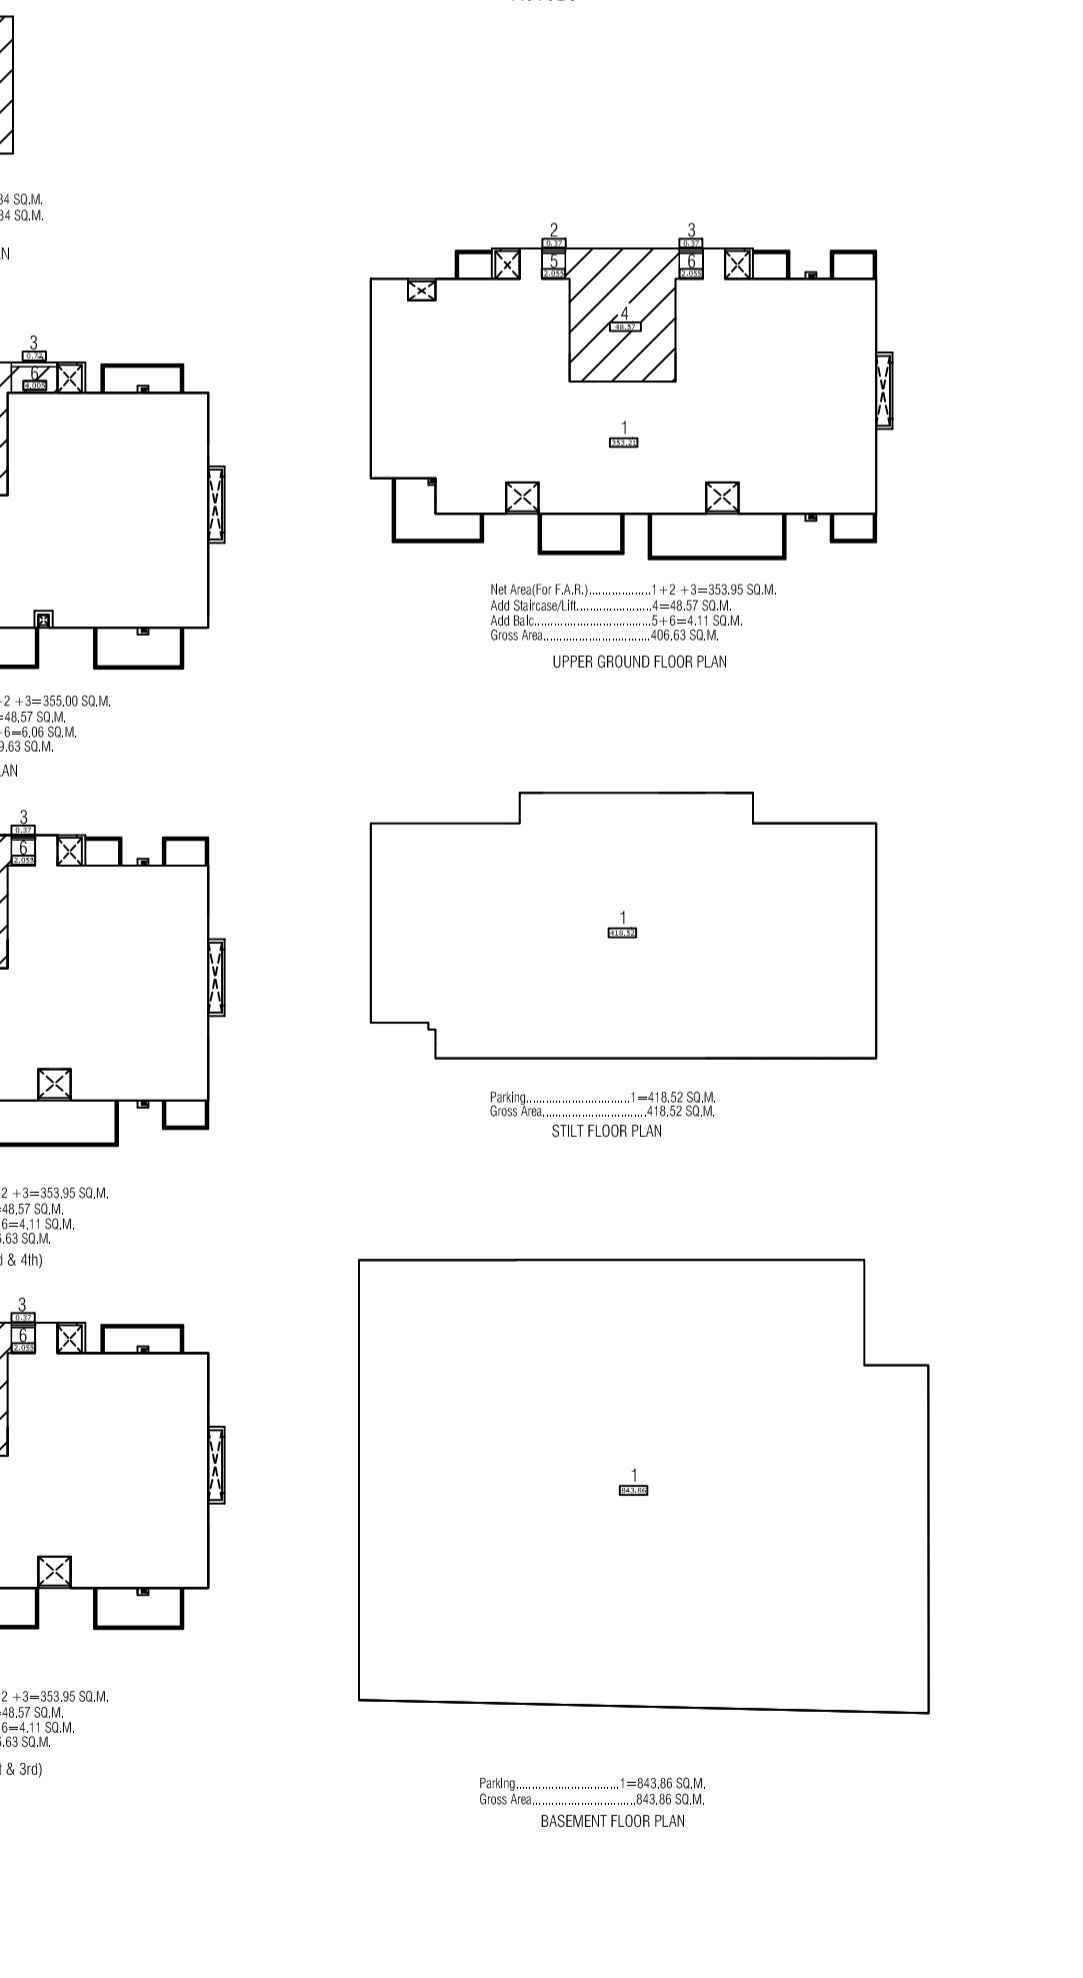 34 SQ.M.
34 SQ.M.
3
6
2 +3=355.00 SQ.M.
=48.57 SQ.M.
6=6.06 SQ.M.
9.63 SQ.M.
3
0.37
6
2.055
2 +3=353.95 SQ.M.
48.57 SQ.M.
6=4.11 SQ.M.
.63 SQ.M.
& 4th)
3
0.37
6
2.055
2 +3=353.95 SQ.M.
48.57 SQ.M.
6=4.11 SQ.M.
.63 SQ.M.
& 3rd)
2
0.37
5
2.055
3
0.37
6
2.055
4
48.57
1
353.21
Net Area(For F.A.R.)...................1+2 +3=353.95 SQ.M.
Add Staircase/Lift.......................4=48.57 SQ.M.
Add Balc....................................5+6=4.11 SQ.M.
Gross Area.................................406.63 SQ.M.
UPPER GROUND FLOOR PLAN
1
418.52
Parking................................1=418.52 SQ.M.
Gross Area................................418.52 SQ.M.
STILT FLOOR PLAN
1
843.86
Parking................................1=843.86 SQ.M.
Gross Area................................843.86 SQ.M.
BASEMENT FLOOR PLAN